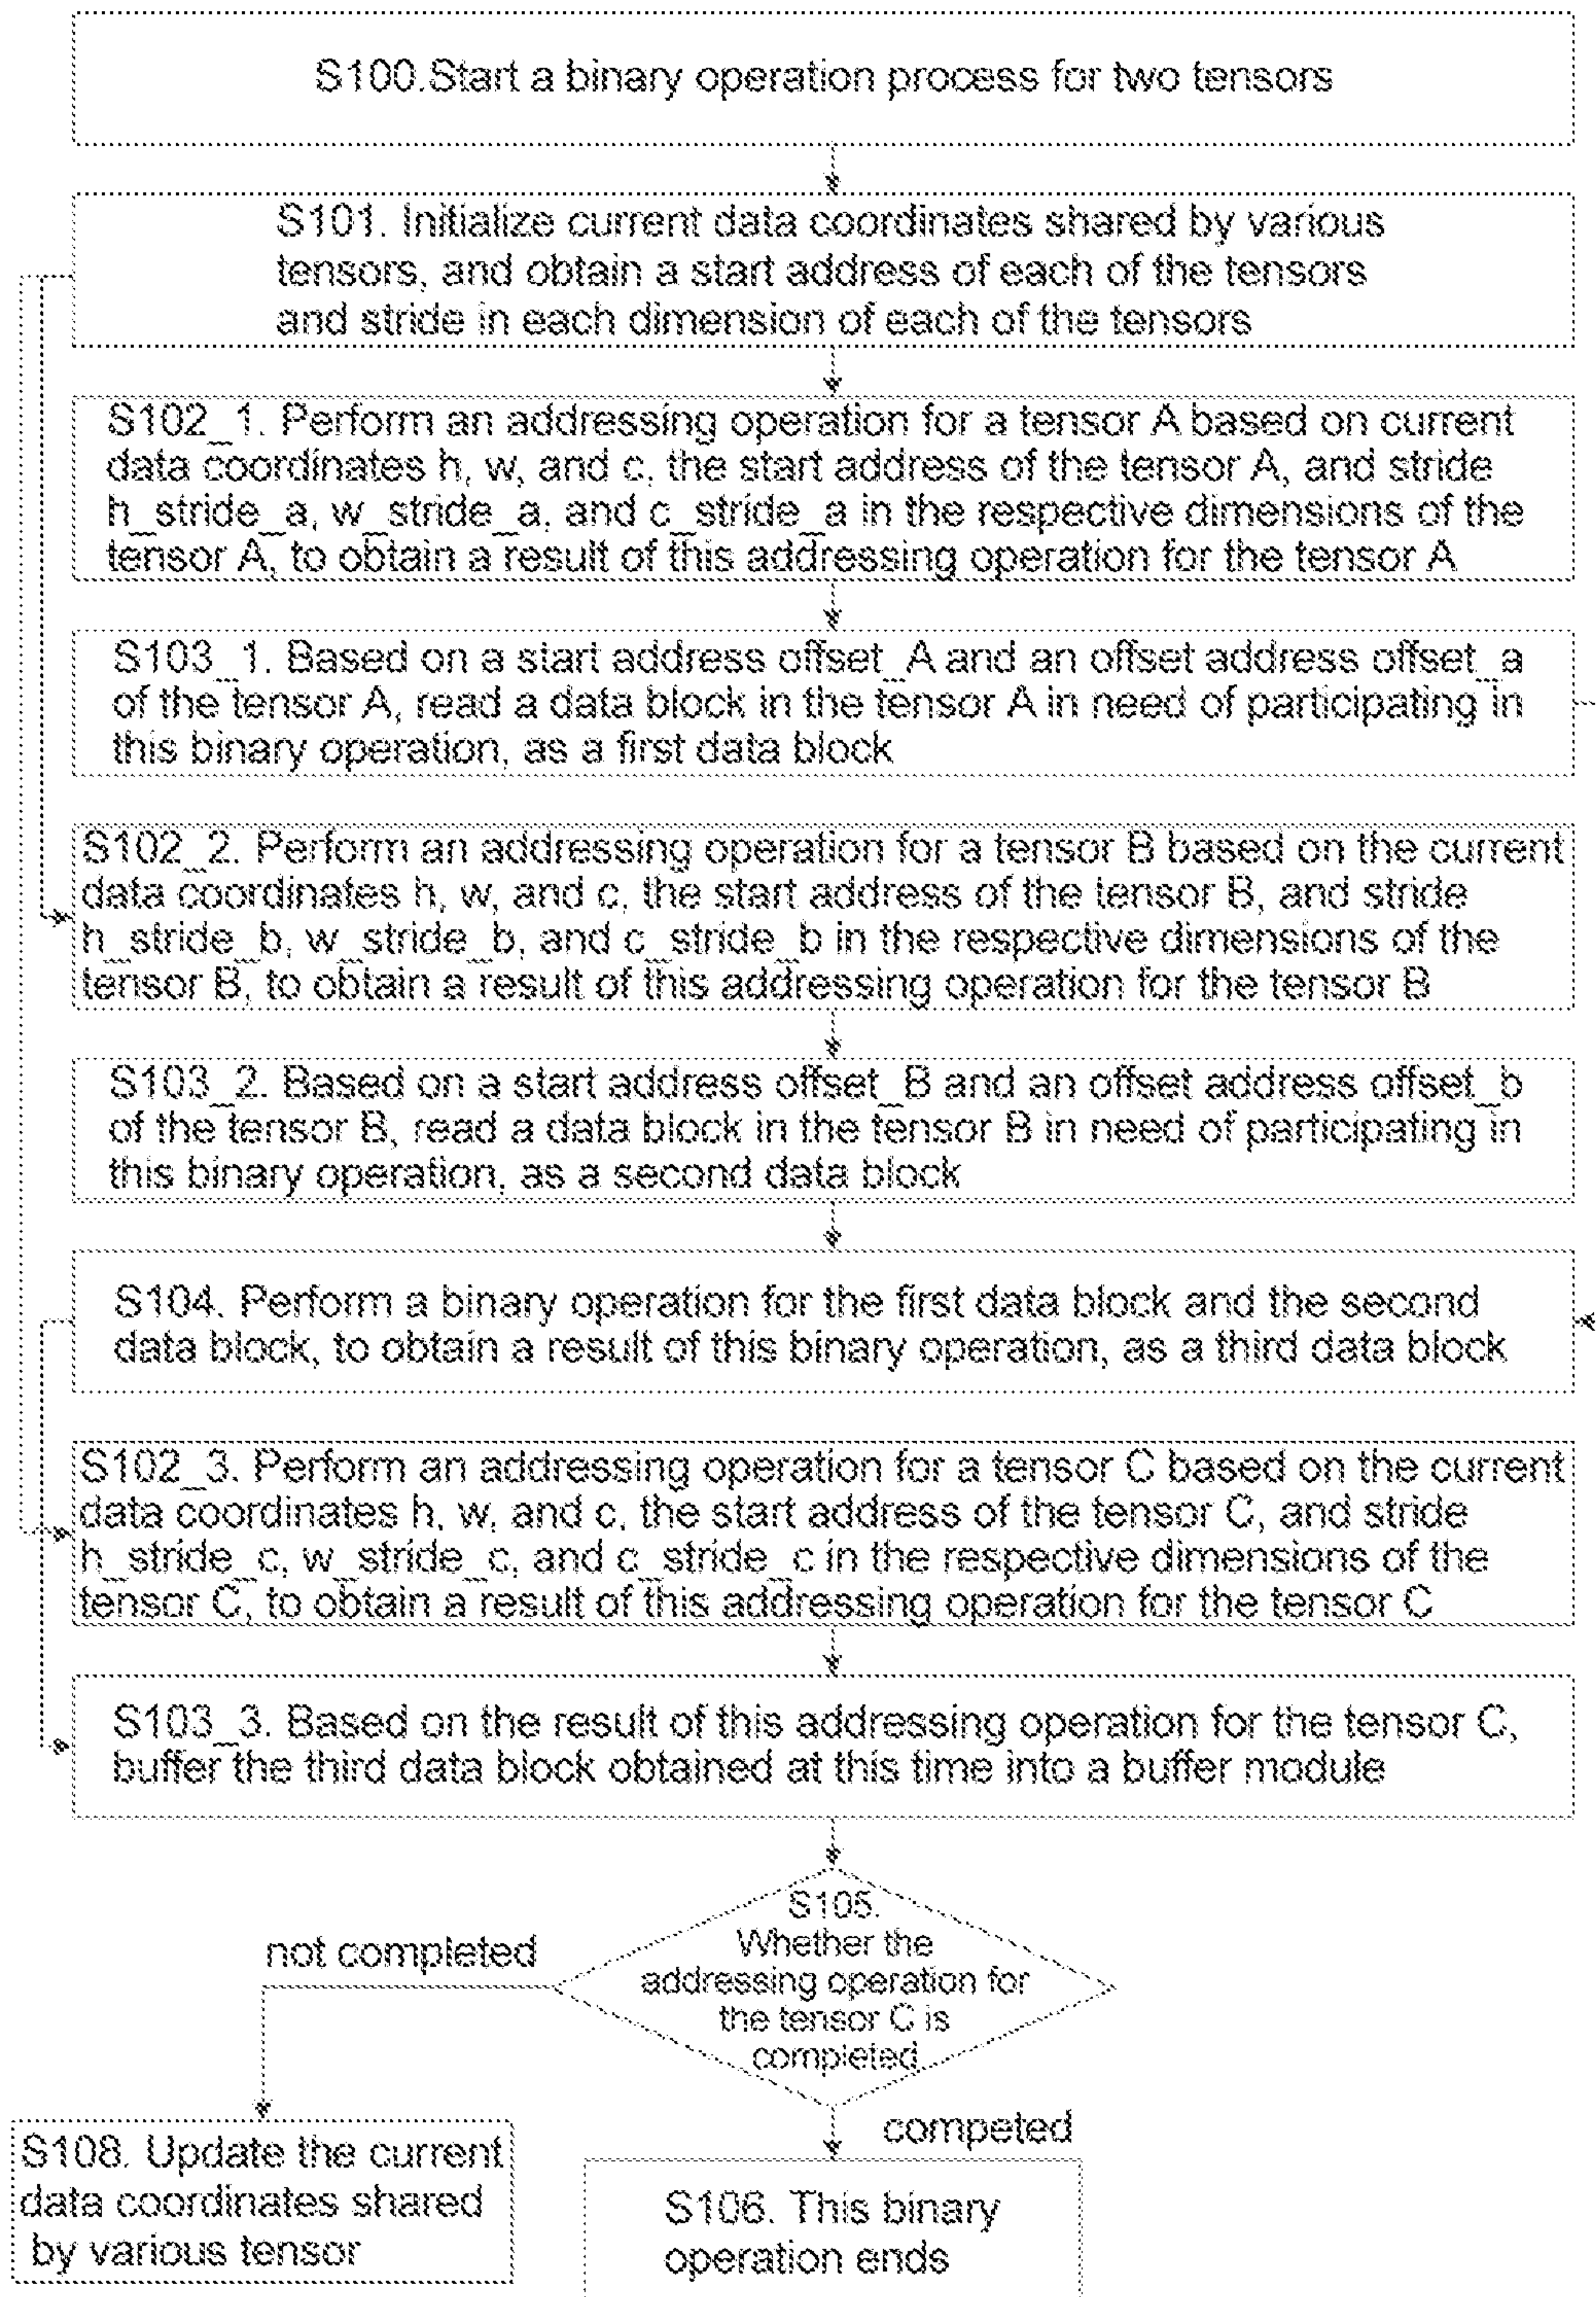 S100.Start a binary operation process for two tensors
S101. Initialize current data coordinates shared by various
tensors, and obtain a start address of each of the tensors
and stride in each dimension of each of the tensors
S102_1. Perform an addressing operation for a tensor A based on current
data coordinates h, w, and c, the start address of the tensor A, and stride
h_stride_a, w_stride_a, and c_stride_a in the respective dimensions of the
tensor A, to obtain a result of this addressing operation for the tensor A
S103_1. Based on a start address offset_A and an offset address offset_a
of the tensor A, read a data block in the tensor A in need of participating in
this binary operation, as a first data block
S102_2. Perform an addressing operation for a tensor B based on the current
data coordinates h, w, and c, the start address of the tensor B, and stride
h_stride_b, w_stride_b, and c_stride_b in the respective dimensions of the
tensor B, to obtain a result of this addressing operation for the tensor B
S103_2. Based on a start address offset_B and an offset address offset_b
of the tensor B, read a data block in the tensor B in need of participating in
this binary operation, as a second data block
S104. Perform a binary operation for the first data block and the second
data block, to obtain a result of this binary operation, as a third data block
S102_3. Perform an addressing operation for a tensor C based on the current
data coordinates h, w, and c, the start address of the tensor C, and stride
h_stride_c, w_stride_c, and c_stride_c in the respective dimensions of the
tensor C, to obtain a result of this addressing operation for the tensor C
S103_3. Based on the result of this addressing operation for the tensor C,
buffer the third data block obtained at this time into a buffer module
S105.
Whether the
addressing operation for
the tensor C is
completed
not completed
competed
S108. Update the current
data coordinates shared
by various tensor
S106. This binary
operation ends